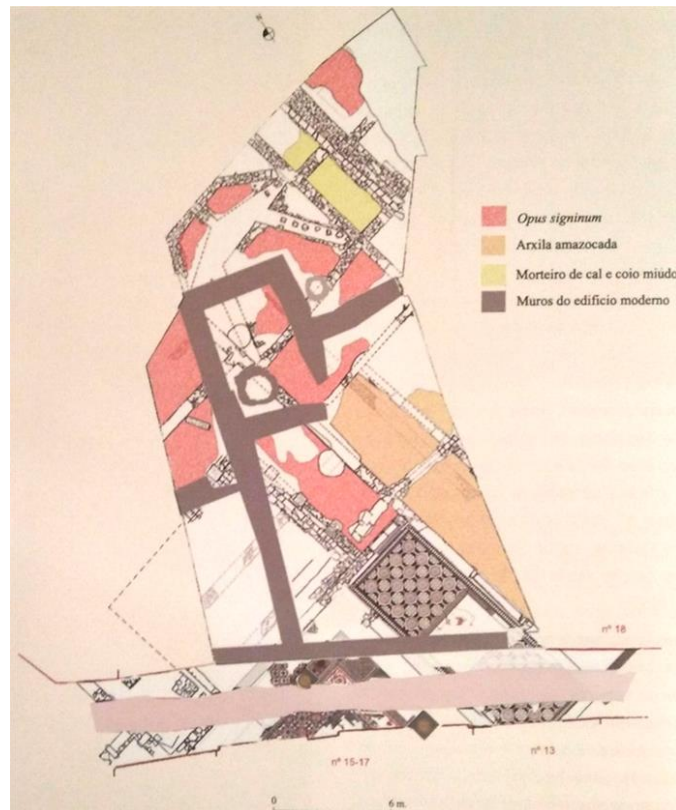 N
Opus signinum
Arxila amazocada
Morteiro de cal e coio miúdo
Muros do edificio moderno
nº 18
nº 15-17
nº 13
0
6 m.